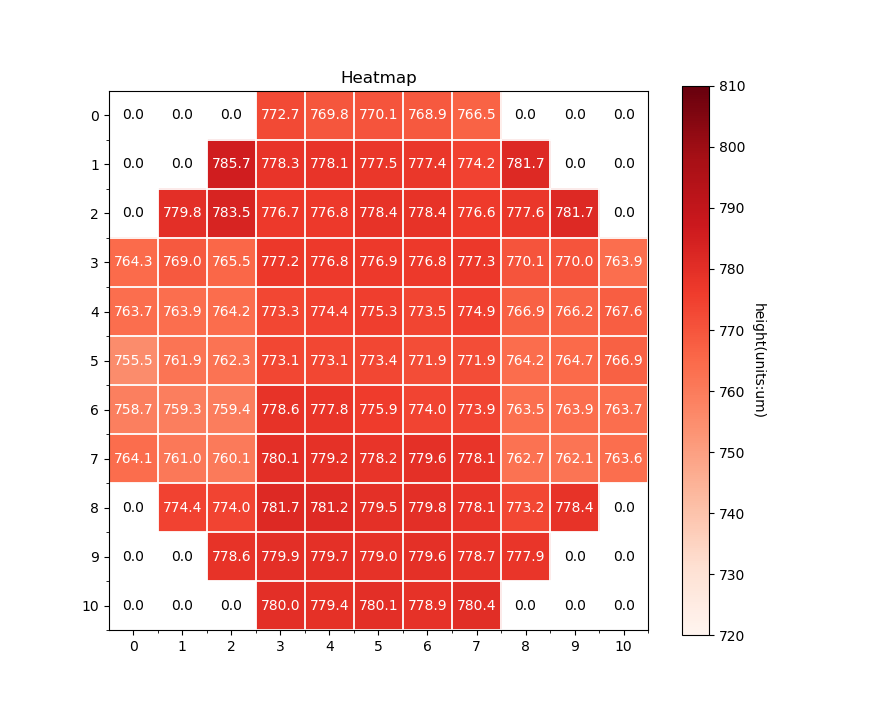 Heatmap
0 0.0 0.0 0.0 772.7 769.8 770.1 768.9 766.5 0.0 0.0 0.0
1 0.0 0.0 785.7 778.3 778.1 777.5 777.4 774.2 781.7 0.0 0.0
2 0.0 779.8 783.5 776.7 776.8 778.4 778.4 776.6 777.6 781.7 0.0
3 764.3 769.0 765.5 777.2 776.8 776.9 776.8 777.3 770.1 770.0 763.9
4 763.7 763.9 764.2 773.3 774.4 775.3 773.5 774.9 766.9 766.2 767.6
5 755.5 761.9 762.3 773.1 773.1 773.4 771.9 771.9 764.2 764.7 766.9
6 758.7 759.3 759.4 778.6 777.8 775.9 774.0 773.9 763.5 763.9 763.7
7 764.1 761.0 760.1 780.1 779.2 778.2 779.6 778.1 762.7 762.1 763.6
8 0.0 774.4 774.0 781.7 781.2 779.5 779.8 778.1 773.2 778.4 0.0
9 0.0 0.0 778.6 779.9 779.7 779.0 779.6 778.7 777.9 0.0 0.0
10 0.0 0.0 0.0 780.0 779.4 780.1 778.9 780.4 0.0 0.0 0.0
0 1 2 3 4 5 6 7 8 9 10
810
800
790
780
770
760
750
740
730
720
height(units:um)